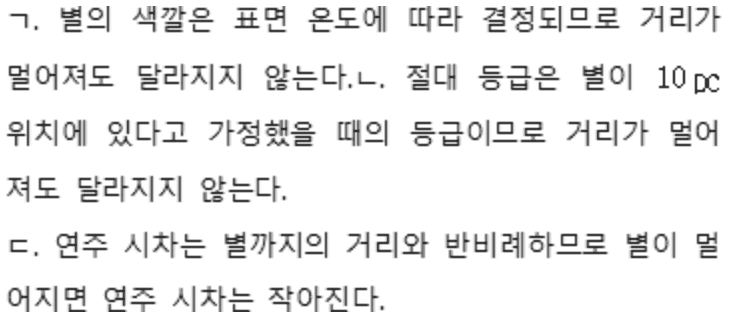 ㄱ. 별의 색깔은 표면 온도에 따라 결정되므로 거리가
멀어져도 달라지지 않는다.ㄴ. 절대 등급은 별이 10 pc
위치에 있다고 가정했을 때의 등급이므로 거리가 멀어
져도 달라지지 않는다.
ㄷ. 연주 시차는 별까지의 거리와 반비례하므로 별이 멀
어지면 연주 시차는 작아진다.